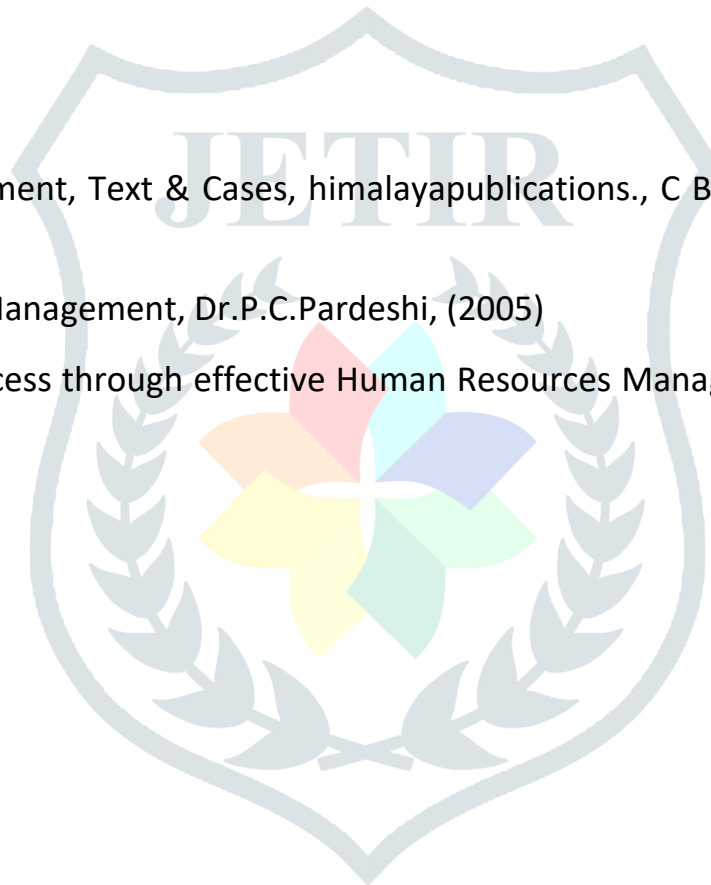 JETIR
ment, Text & Cases, himalayapublications., C B
Management, Dr.P.C.Pardeshi, (2005)
cess through effective Human Resources Manag